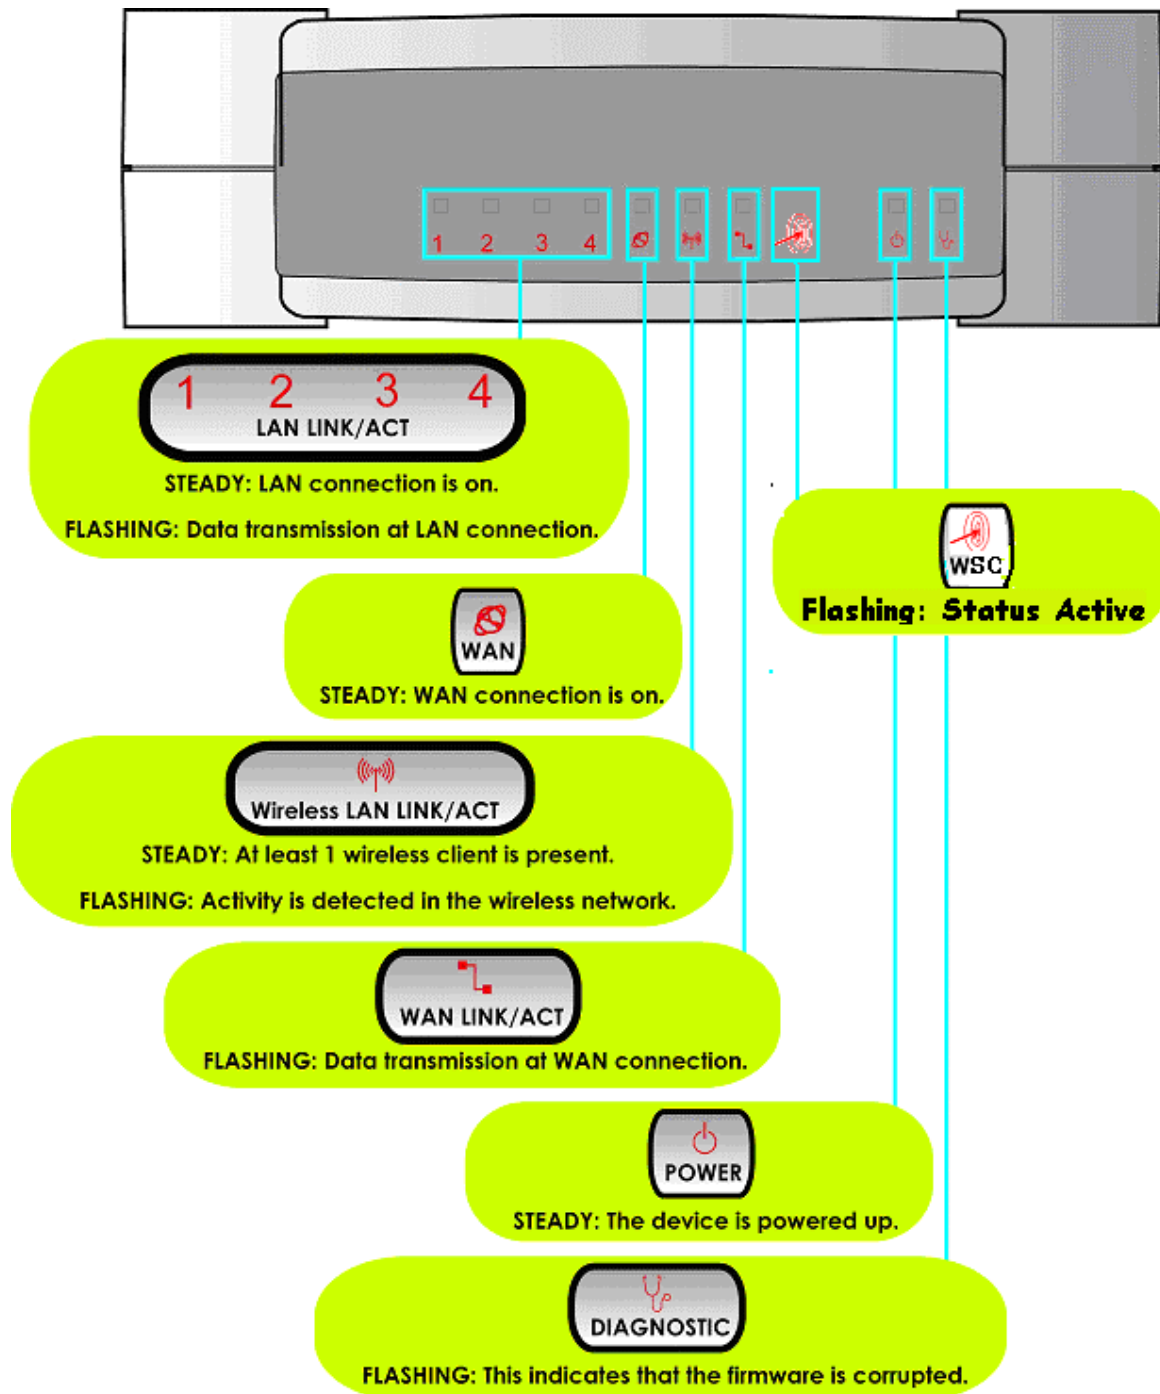 1 2 3 4
1 2 3 4
LAN LINK/ACT
STEADY: LAN connection is on.
FLASHING: Data transmission at LAN connection.
WSC
Flashing: Status Active
WAN
STEADY: WAN connection is on.
Wireless LAN LINK/ACT
STEADY: At least 1 wireless client is present.
FLASHING: Activity is detected in the wireless network.
WAN LINK/ACT
FLASHING: Data transmission at WAN connection.
POWER
STEADY: The device is powered up.
DIAGNOSTIC
FLASHING: This indicates that the firmware is corrupted.